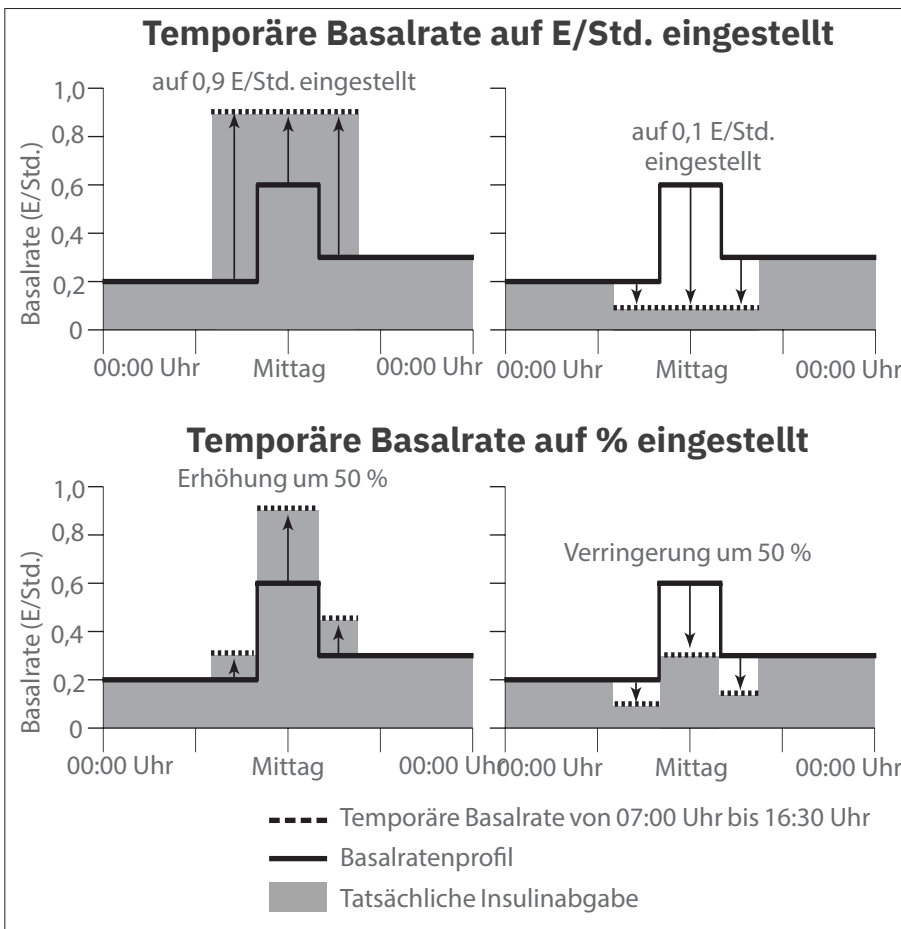 Temporäre Basalrate auf E/Std. eingestellt
auf 0,9 E/Std. eingestellt
auf 0,1 E/Std.
eingestellt
Basalrate (E/Std.)
1,0
0,8
0,6
0,4
0,2
0
00:00 Uhr
Mittag
00:00 Uhr
00:00 Uhr
Mittag
00:00 Uhr
Temporäre Basalrate auf % eingestellt
Erhöhung um 50 %
Verringerung um 50 %
Basalrate (E/Std.)
1,0
0,8
0,6
0,4
0,2
0
00:00 Uhr
Mittag
00:00 Uhr
00:00 Uhr
Mittag
00:00 Uhr
Temporäre Basalrate von 07:00 Uhr bis 16:30 Uhr
Basalratenprofil
Tatsächliche Insulinabgabe